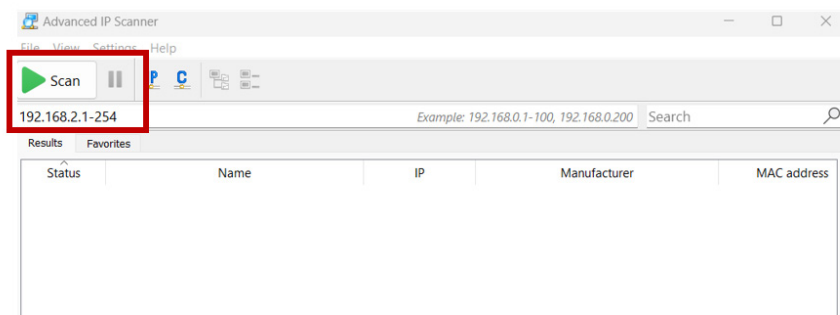 Advanced IP Scanner
File View Settings Help
Scan P C
192.168.2.1-254 Example: 192.168.0.1-100, 192.168.0.200 Search
Results Favorites
Status Name IP Manufacturer MAC address